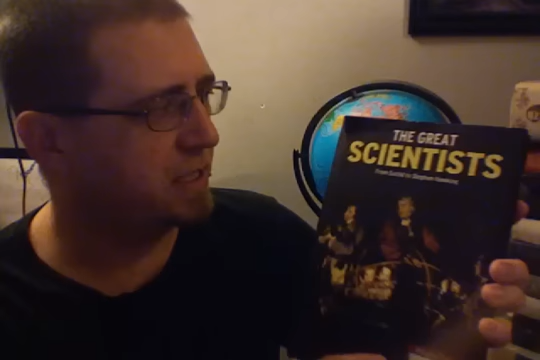 THE GREAT
SCIENTISTS
From Euclid to Stephen Hawking